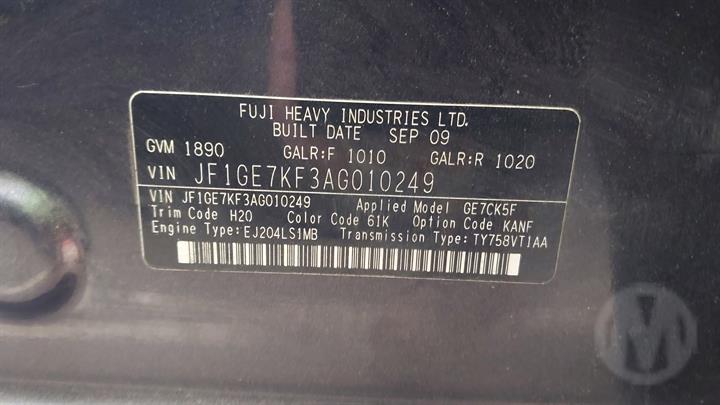 FUJI HEAVY INDUSTRIES LTD.
BUILT DATE SEP 09
GVM 1890 GALR:F 1010 GALR:R 1020
VIN JF1GE7KF3AG010249
VIN JF1GE7KF3AG010249 Applied Model GE7CK5F
Trim Code H20 Color Code 61K Option Code KANF
Engine Type:EJ204LS1MB Transmission Type:TY758VT1AA
M